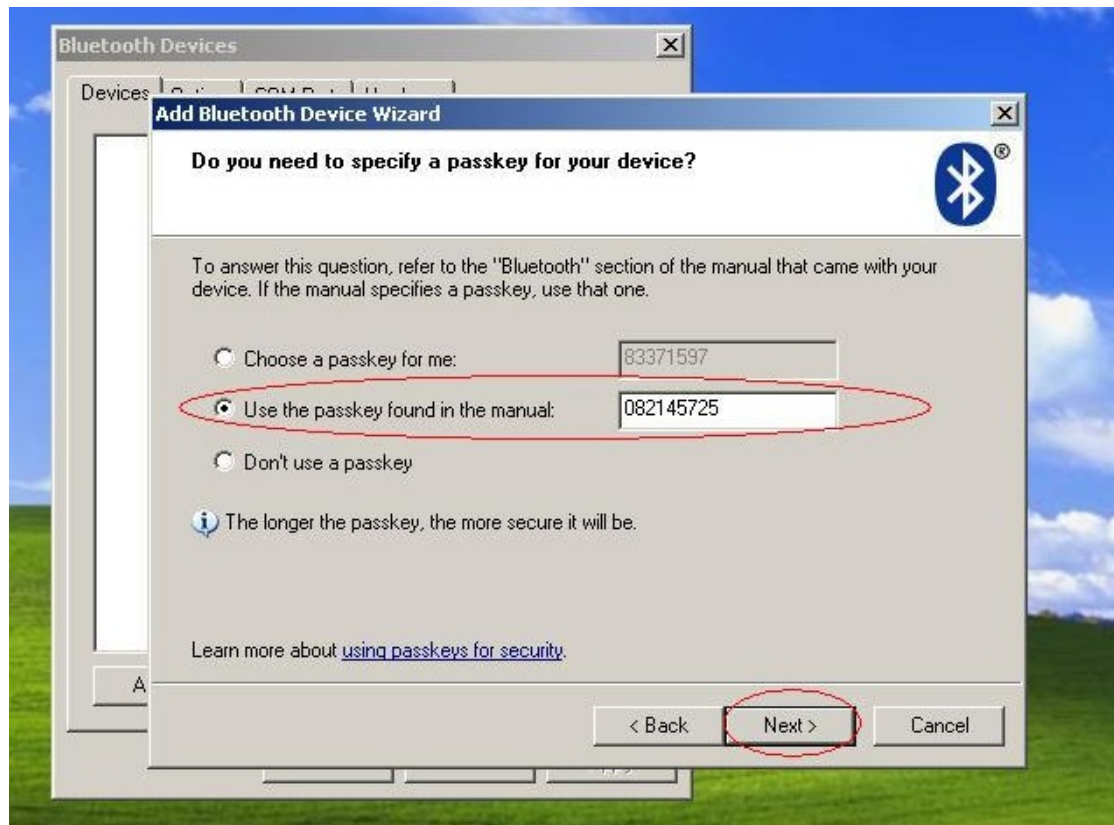 Bluetooth Devices
Devices
Add Bluetooth Device Wizard
Do you need to specify a passkey for your device?
®
To answer this question, refer to the "Bluetooth" section of the manual that came with your
device. If the manual specifies a passkey, use that one.
Choose a passkey for me: 83371597
Use the passkey found in the manual: 082145725
Don't use a passkey
The longer the passkey, the more secure it will be.
Learn more about using passkeys for security.
A
< Back Next > Cancel